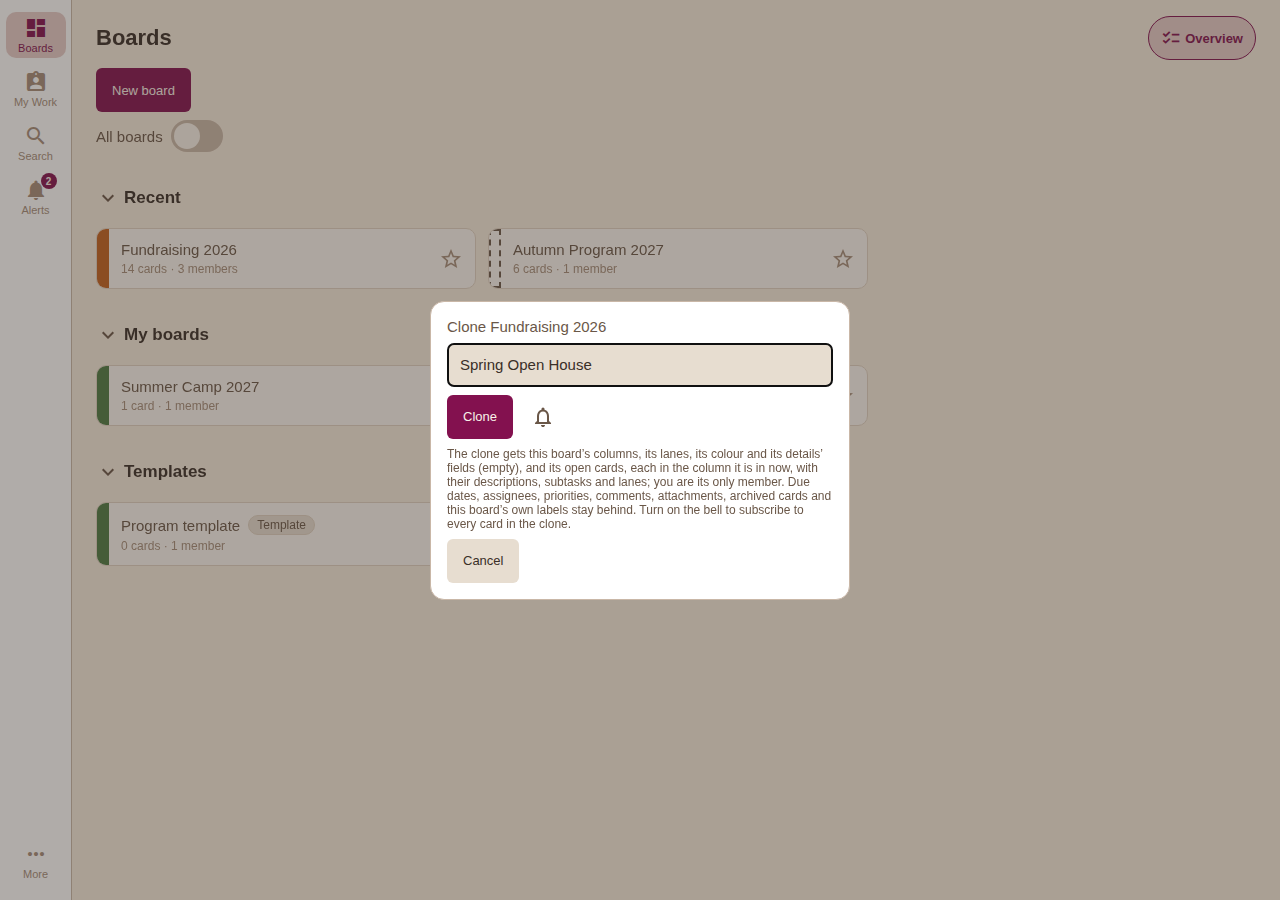 Boards
My Work
Search
2
Alerts
More
Boards
Overview
New board
All boards
Recent
Fundraising 2026
14 cards · 3 members
Autumn Program 2027
6 cards · 1 member
My boards
Summer Camp 2027
1 card · 1 member
Templates
Program template
Template
0 cards · 1 member
Clone Fundraising 2026
Spring Open House
Clone
The clone gets this board’s columns, its lanes, its colour and its details’
fields (empty), and its open cards, each in the column it is in now, with
their descriptions, subtasks and lanes; you are its only member. Due
dates, assignees, priorities, comments, attachments, archived cards and
this board’s own labels stay behind. Turn on the bell to subscribe to
every card in the clone.
Cancel